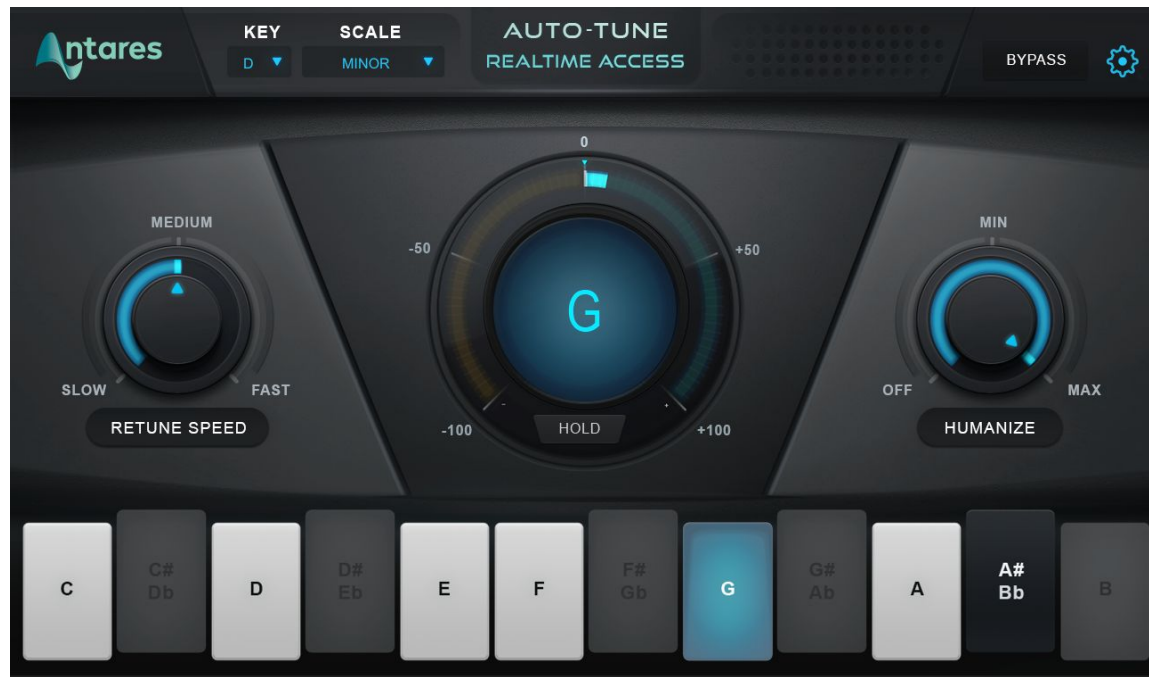 Antares
KEY
SCALE
AUTO-TUNE
D
MINOR
REALTIME ACCESS
BYPASS
0
MEDIUM
MIN
-50
+50
G
SLOW
FAST
OFF
MAX
RETUNE SPEED
-100
HOLD
+100
HUMANIZE
C
C#
Db
D
D#
Eb
E
F
F#
Gb
G
G#
Ab
A
A#
Bb
B